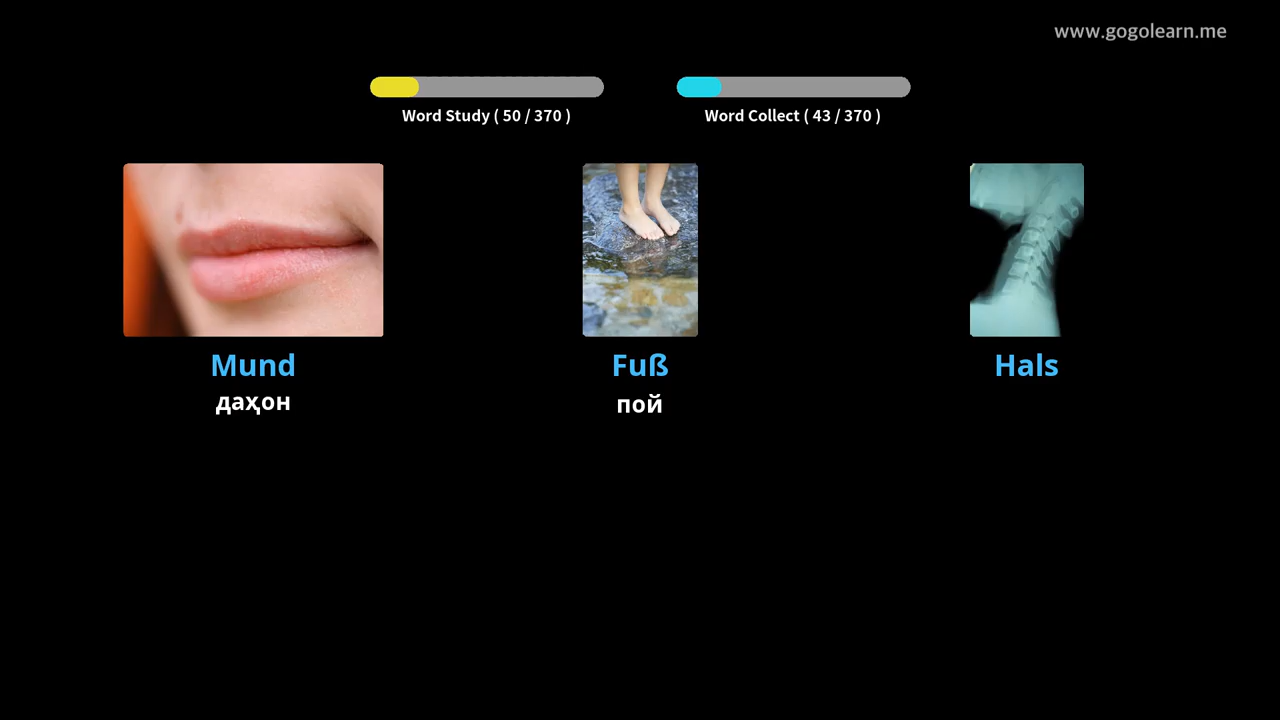 www.gogolearn.me
Word Study ( 50 / 370 )
Word Collect ( 43 / 370 )
Mund
Fuß
Hals
даҳон
пой